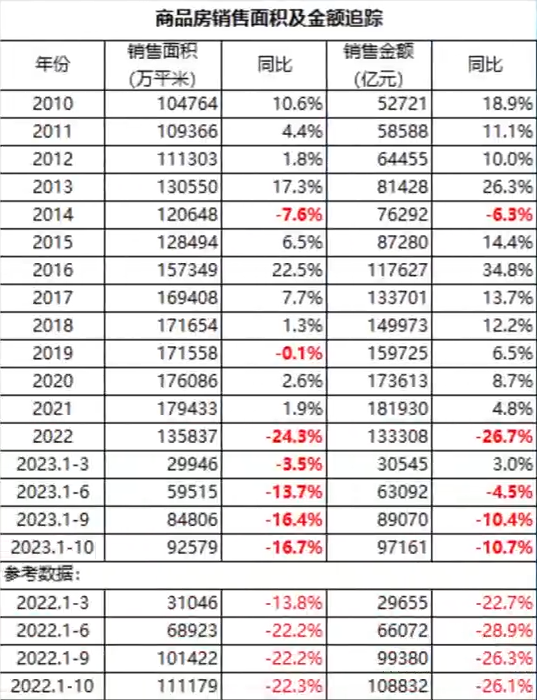 商品房销售面积及金额追踪
年份 销售面积(万平米) 同比 销售金额(亿元) 同比
2010 104764 10.6% 52721 18.9%
2011 109366 4.4% 58588 11.1%
2012 111303 1.8% 64455 10.0%
2013 130550 17.3% 81428 26.3%
2014 120648 -7.6% 76292 -6.3%
2015 128494 6.5% 87280 14.4%
2016 157349 22.5% 117627 34.8%
2017 169408 7.7% 133701 13.7%
2018 171654 1.3% 149973 12.2%
2019 171558 -0.1% 159725 6.5%
2020 176086 2.6% 173613 8.7%
2021 179433 1.9% 181930 4.8%
2022 135837 -24.3% 133308 -26.7%
2023.1-3 29946 -3.5% 30545 3.0%
2023.1-6 59515 -13.7% 63092 -4.5%
2023.1-9 84806 -16.4% 89070 -10.4%
2023.1-10 92579 -16.7% 97161 -10.7%
参考数据：
2022.1-3 31046 -13.8% 29655 -22.7%
2022.1-6 68923 -22.2% 66072 -28.9%
2022.1-9 101422 -22.2% 99380 -26.3%
2022.1-10 111179 -22.3% 108832 -26.1%